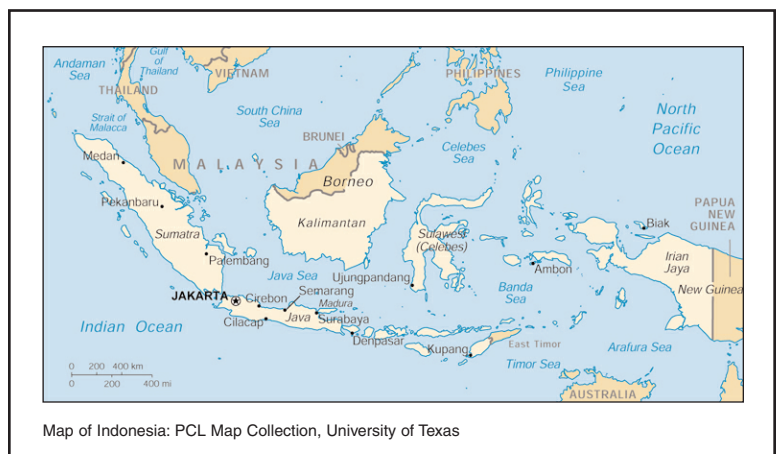 Andaman
Sea
Gulf
of
Thailand
VIETNAM
THAILAND
PHILIPPINES
Philippine
Sea
Strait of
Malacca
South China
Sea
North
Pacific
Ocean
BRUNEI
Celebes
Sea
Medan
MALAYSIA
Borneo
Pekanbaru
Kalimantan
Sumatra
Sulawesi
(Celebes)
Biak
PAPUA
NEW
GUINEA
Irian
Jaya
New Guinea
Palembang
Java Sea
Ujungpandang
Ambon
Banda
Sea
JAKARTA
Cirebon
Semarang
Madura
Cilacap
Java
Surabaya
Indian Ocean
Denpasar
Kupang
East Timor
Timor Sea
Arafura Sea
AUSTRALIA
0 200 400 km
0 200 400 mi
Map of Indonesia: PCL Map Collection, University of Texas